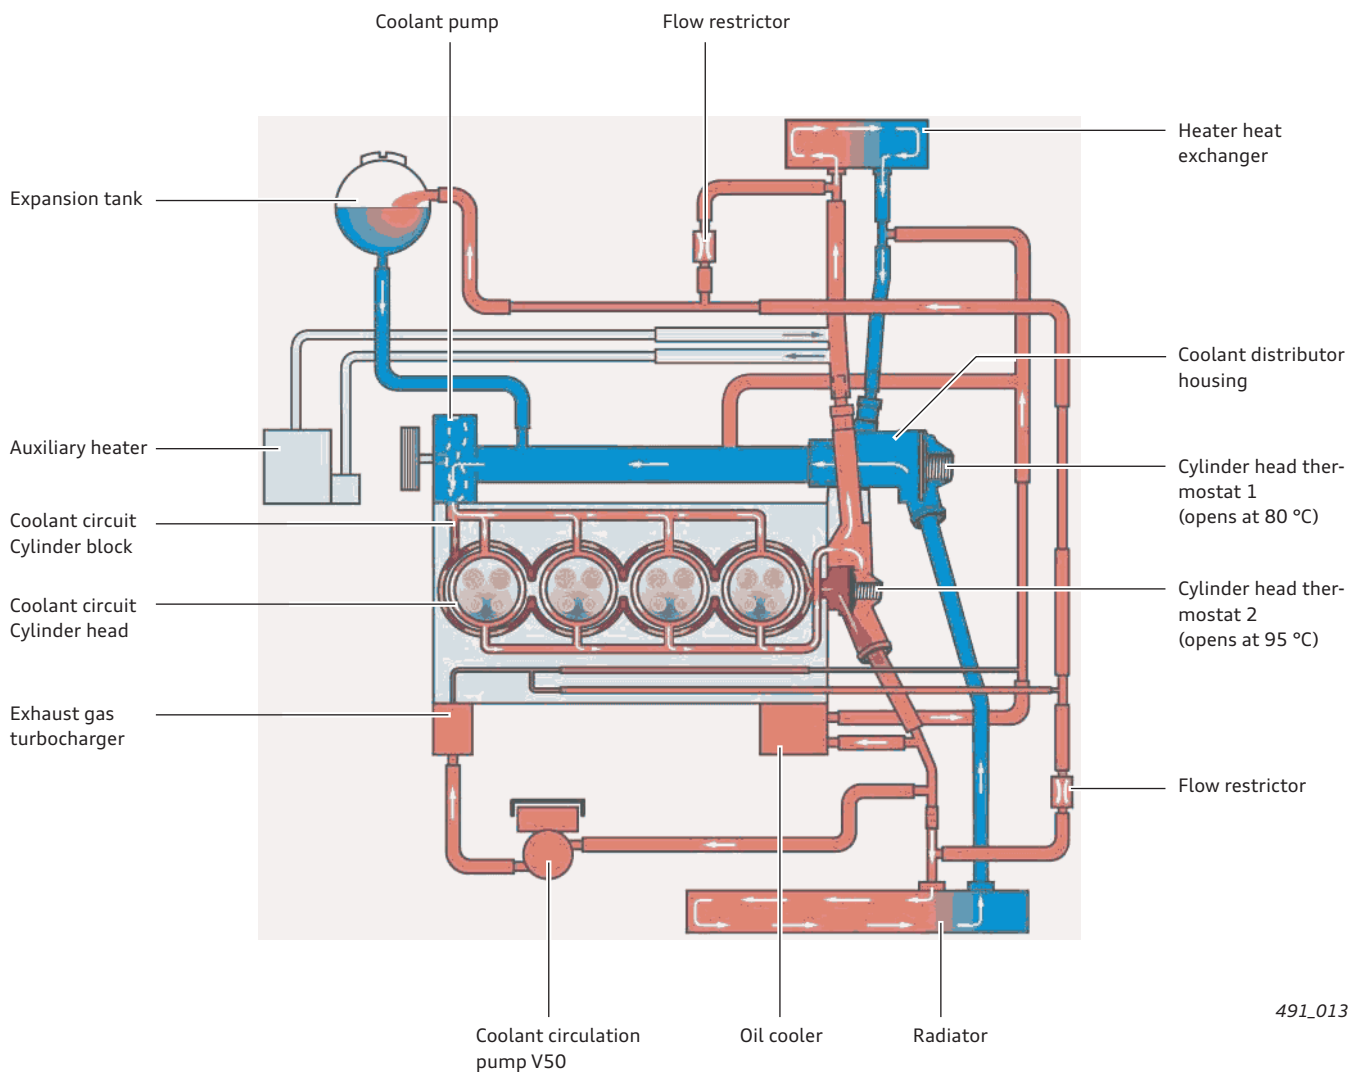 Coolant pump
Flow restrictor
Heater heat
exchanger
Expansion tank
Coolant distributor
housing
Auxiliary heater
Cylinder head ther-
mostat 1
(opens at 80 °C)
Coolant circuit
Cylinder block
Cylinder head ther-
mostat 2
(opens at 95 °C)
Coolant circuit
Cylinder head
Exhaust gas
turbocharger
Flow restrictor
Coolant circulation
pump V50
Oil cooler
Radiator
491_013